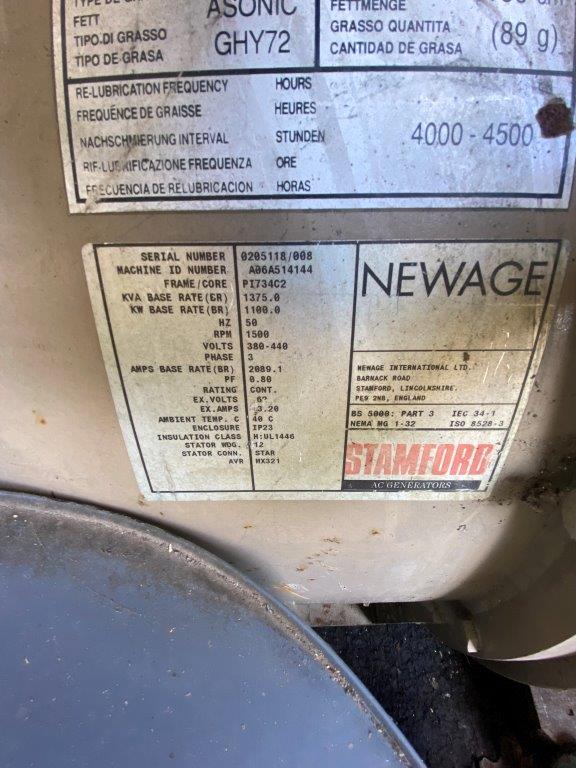 FETT
TIPO.DI GRASSO
TIPO DE GRASA
ASONIC
GHY72
FETTMENGE
GRASSO QUANTITA
CANTIDAD DE GRASA
(89 g)
RE-LUBRICATION FREQUENCY HOURS
FREQUÉNCE DE GRAISSE HEURES
NACHSCHMIERUNG INTERVAL STUNDEN 4000 - 4500
RIF-LUBRIFICAZIONE FREQUENZA ORE
FRECUENCIA DE RELUBRICACION HORAS
SERIAL NUMBER 0205118/008
MACHINE ID NUMBER A06A514144
FRAME/CORE PI734C2
KVA BASE RATE(BR) 1375.0
KW BASE RATE(BR) 1100.0
HZ 50
RPM 1500
VOLTS 380-440
PHASE 3
AMPS BASE RATE(BR) 2089.1
PF 0.80
RATING CONT.
EX.VOLTS
EX.AMPS 3.20
AMBIENT TEMP. C 40 C
ENCLOSURE IP23
INSULATION CLASS H:UL1446
STATOR WDG. 12
STATOR CONN. STAR
AVR MX321
NEWAGE
NEWAGE INTERNATIONAL LTD.
BARNACK ROAD
STAMFORD, LINCOLNSHIRE.
PE9 2NB, ENGLAND
BS 5000: PART 3 IEC 34-1
NEMA MG 1-32 ISO 8528-3
STAMFORD
AC GENERATORS